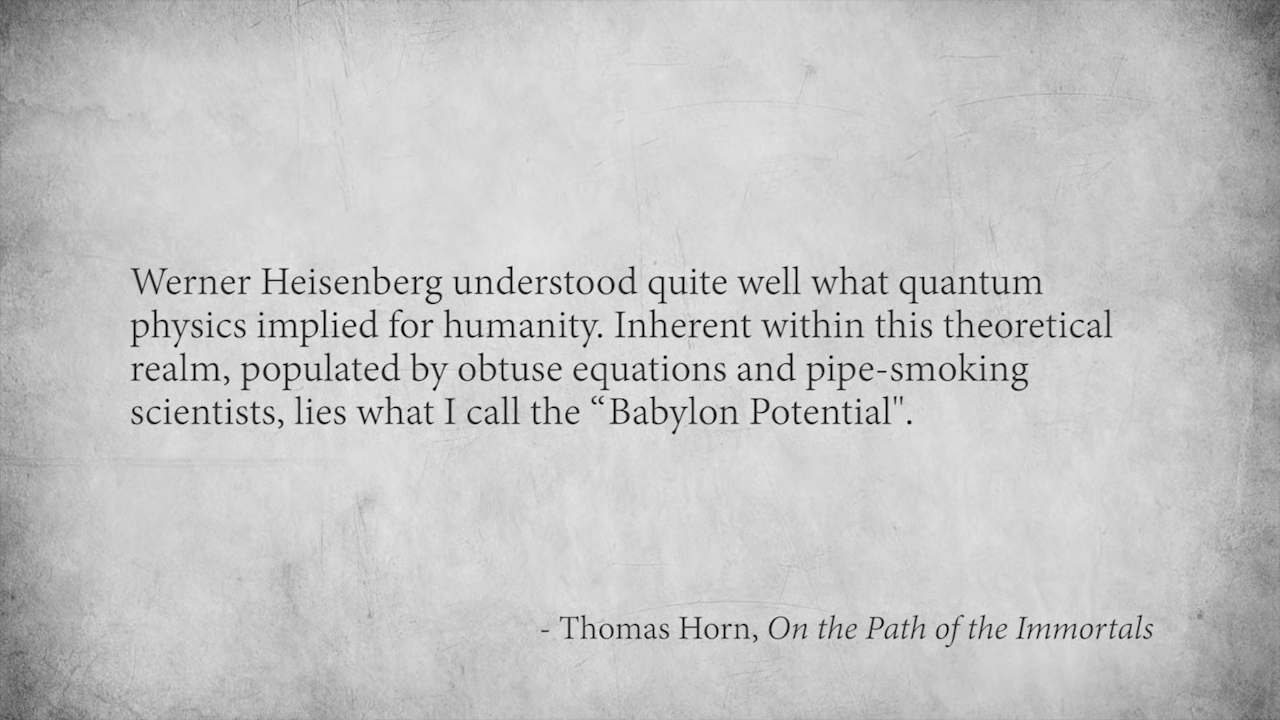 Werner Heisenberg understood quite well what quantum
physics implied for humanity. Inherent within this theoretical
realm, populated by obtuse equations and pipe-smoking
scientists, lies what I call the “Babylon Potential".
- Thomas Horn, On the Path of the Immortals